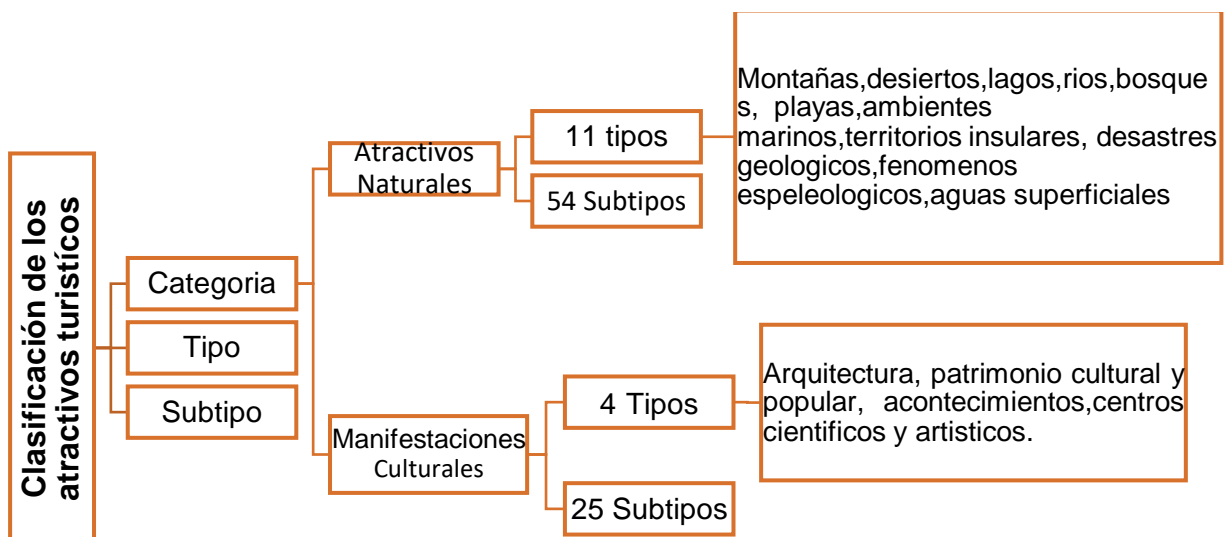 Clasificación de los
atractivos turistícos
Categoria
Tipo
Subtipo
Atractivos
Naturales
11 tipos
54 Subtipos
Montañas,desiertos,lagos,rios,bosque
s, playas,ambientes
marinos,territorios insulares, desastres
geologicos,fenomenos
espeleologicos,aguas superficiales
Manifestaciones
Culturales
4 Tipos
25 Subtipos
Arquitectura, patrimonio cultural y
popular, acontecimientos,centros
cientificos y artisticos.